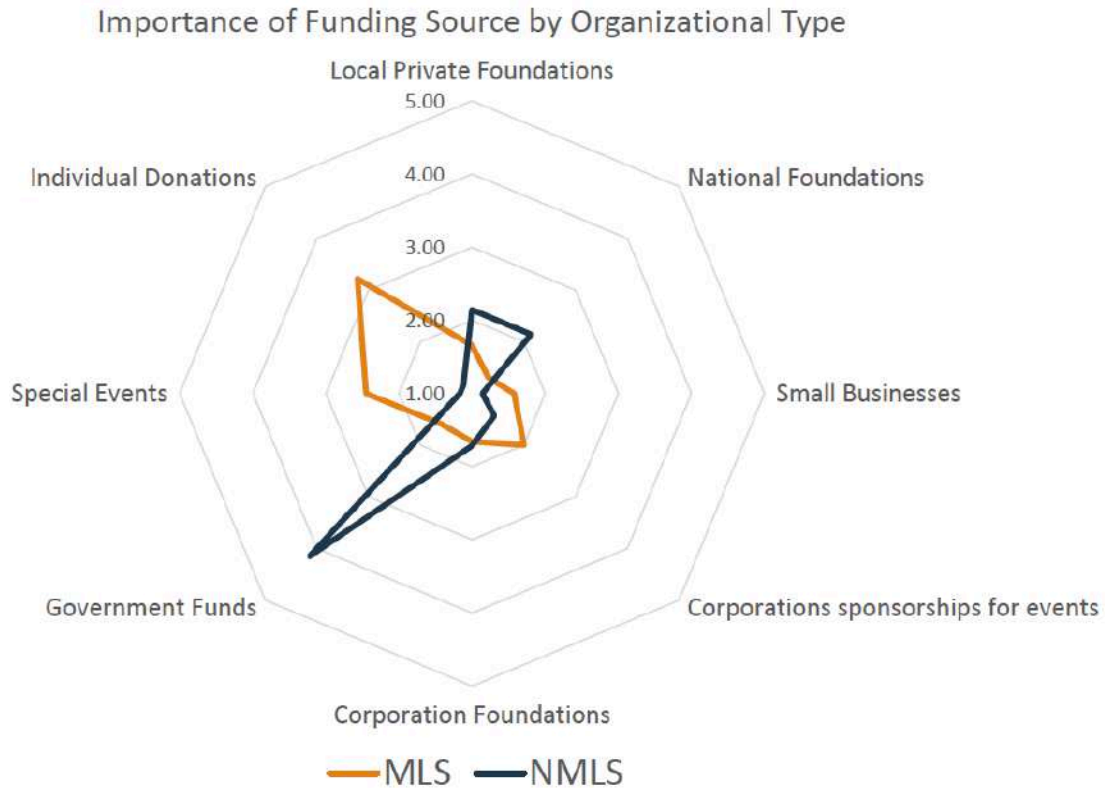 Importance of Funding Source by Organizational Type
Local Private Foundations
5.00
Individual Donations
4.00
National Foundations
3.00
2.00
Special Events
1.00
Small Businesses
Government Funds
Corporations sponsorships for events
Corporation Foundations
MLS NMLS